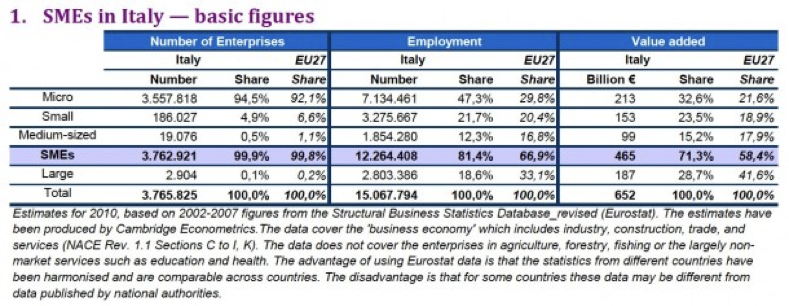 1. SMEs in Italy — basic figures
Number of Enterprises Employment Value added
Italy EU27 Italy EU27 Italy EU27
Number Share Share Number Share Share Billion € Share Share
Micro 3.557.818 94,5% 92,1% 7.134.461 47,3% 29,8% 213 32,6% 21,6%
Small 186.027 4,9% 6,6% 3.275.667 21,7% 20,4% 153 23,5% 18,9%
Medium-sized 19.076 0,5% 1,1% 1.854.280 12,3% 16,8% 99 15,2% 17,9%
SMEs 3.762.921 99,9% 99,8% 12.264.408 81,4% 66,9% 465 71,3% 58,4%
Large 2.904 0,1% 0,2% 2.803.386 18,6% 33,1% 187 28,7% 41,6%
Total 3.765.825 100,0% 100,0% 15.067.794 100,0% 100,0% 652 100,0% 100,0%
Estimates for 2010, based on 2002-2007 figures from the Structural Business Statistics Database_revised (Eurostat). The estimates have
been produced by Cambridge Econometrics.The data cover the 'business economy' which includes industry, construction, trade, and
services (NACE Rev. 1.1 Sections C to I, K). The data does not cover the enterprises in agriculture, forestry, fishing or the largely non-
market services such as education and health. The advantage of using Eurostat data is that the statistics from different countries have
been harmonised and are comparable across countries. The disadvantage is that for some countries these data may be different from
data published by national authorities.